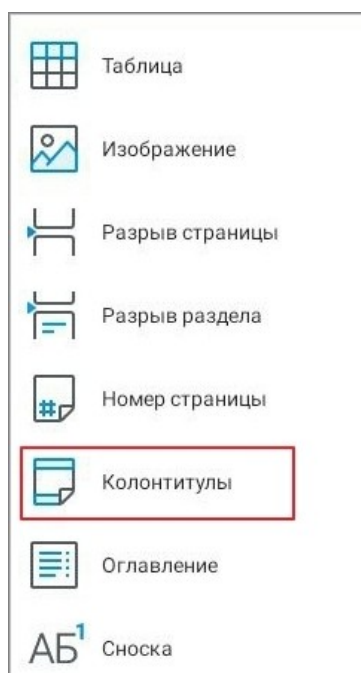 Таблица
Изображение
Разрыв страницы
Разрыв раздела
#
Номер страницы
Колонтитулы
Оглавление
АБ1 Сноска